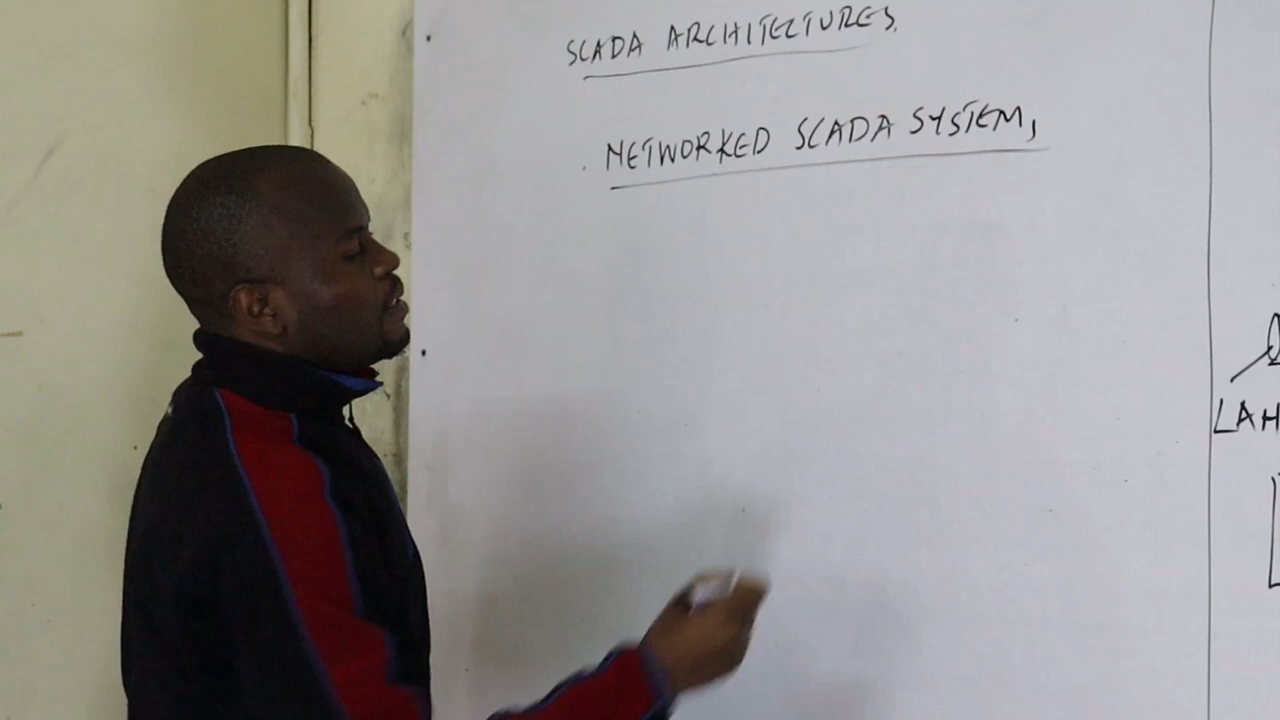 SCADA ARCHITECTURES.
. NETWORKED SCADA SYSTEM,
LAH